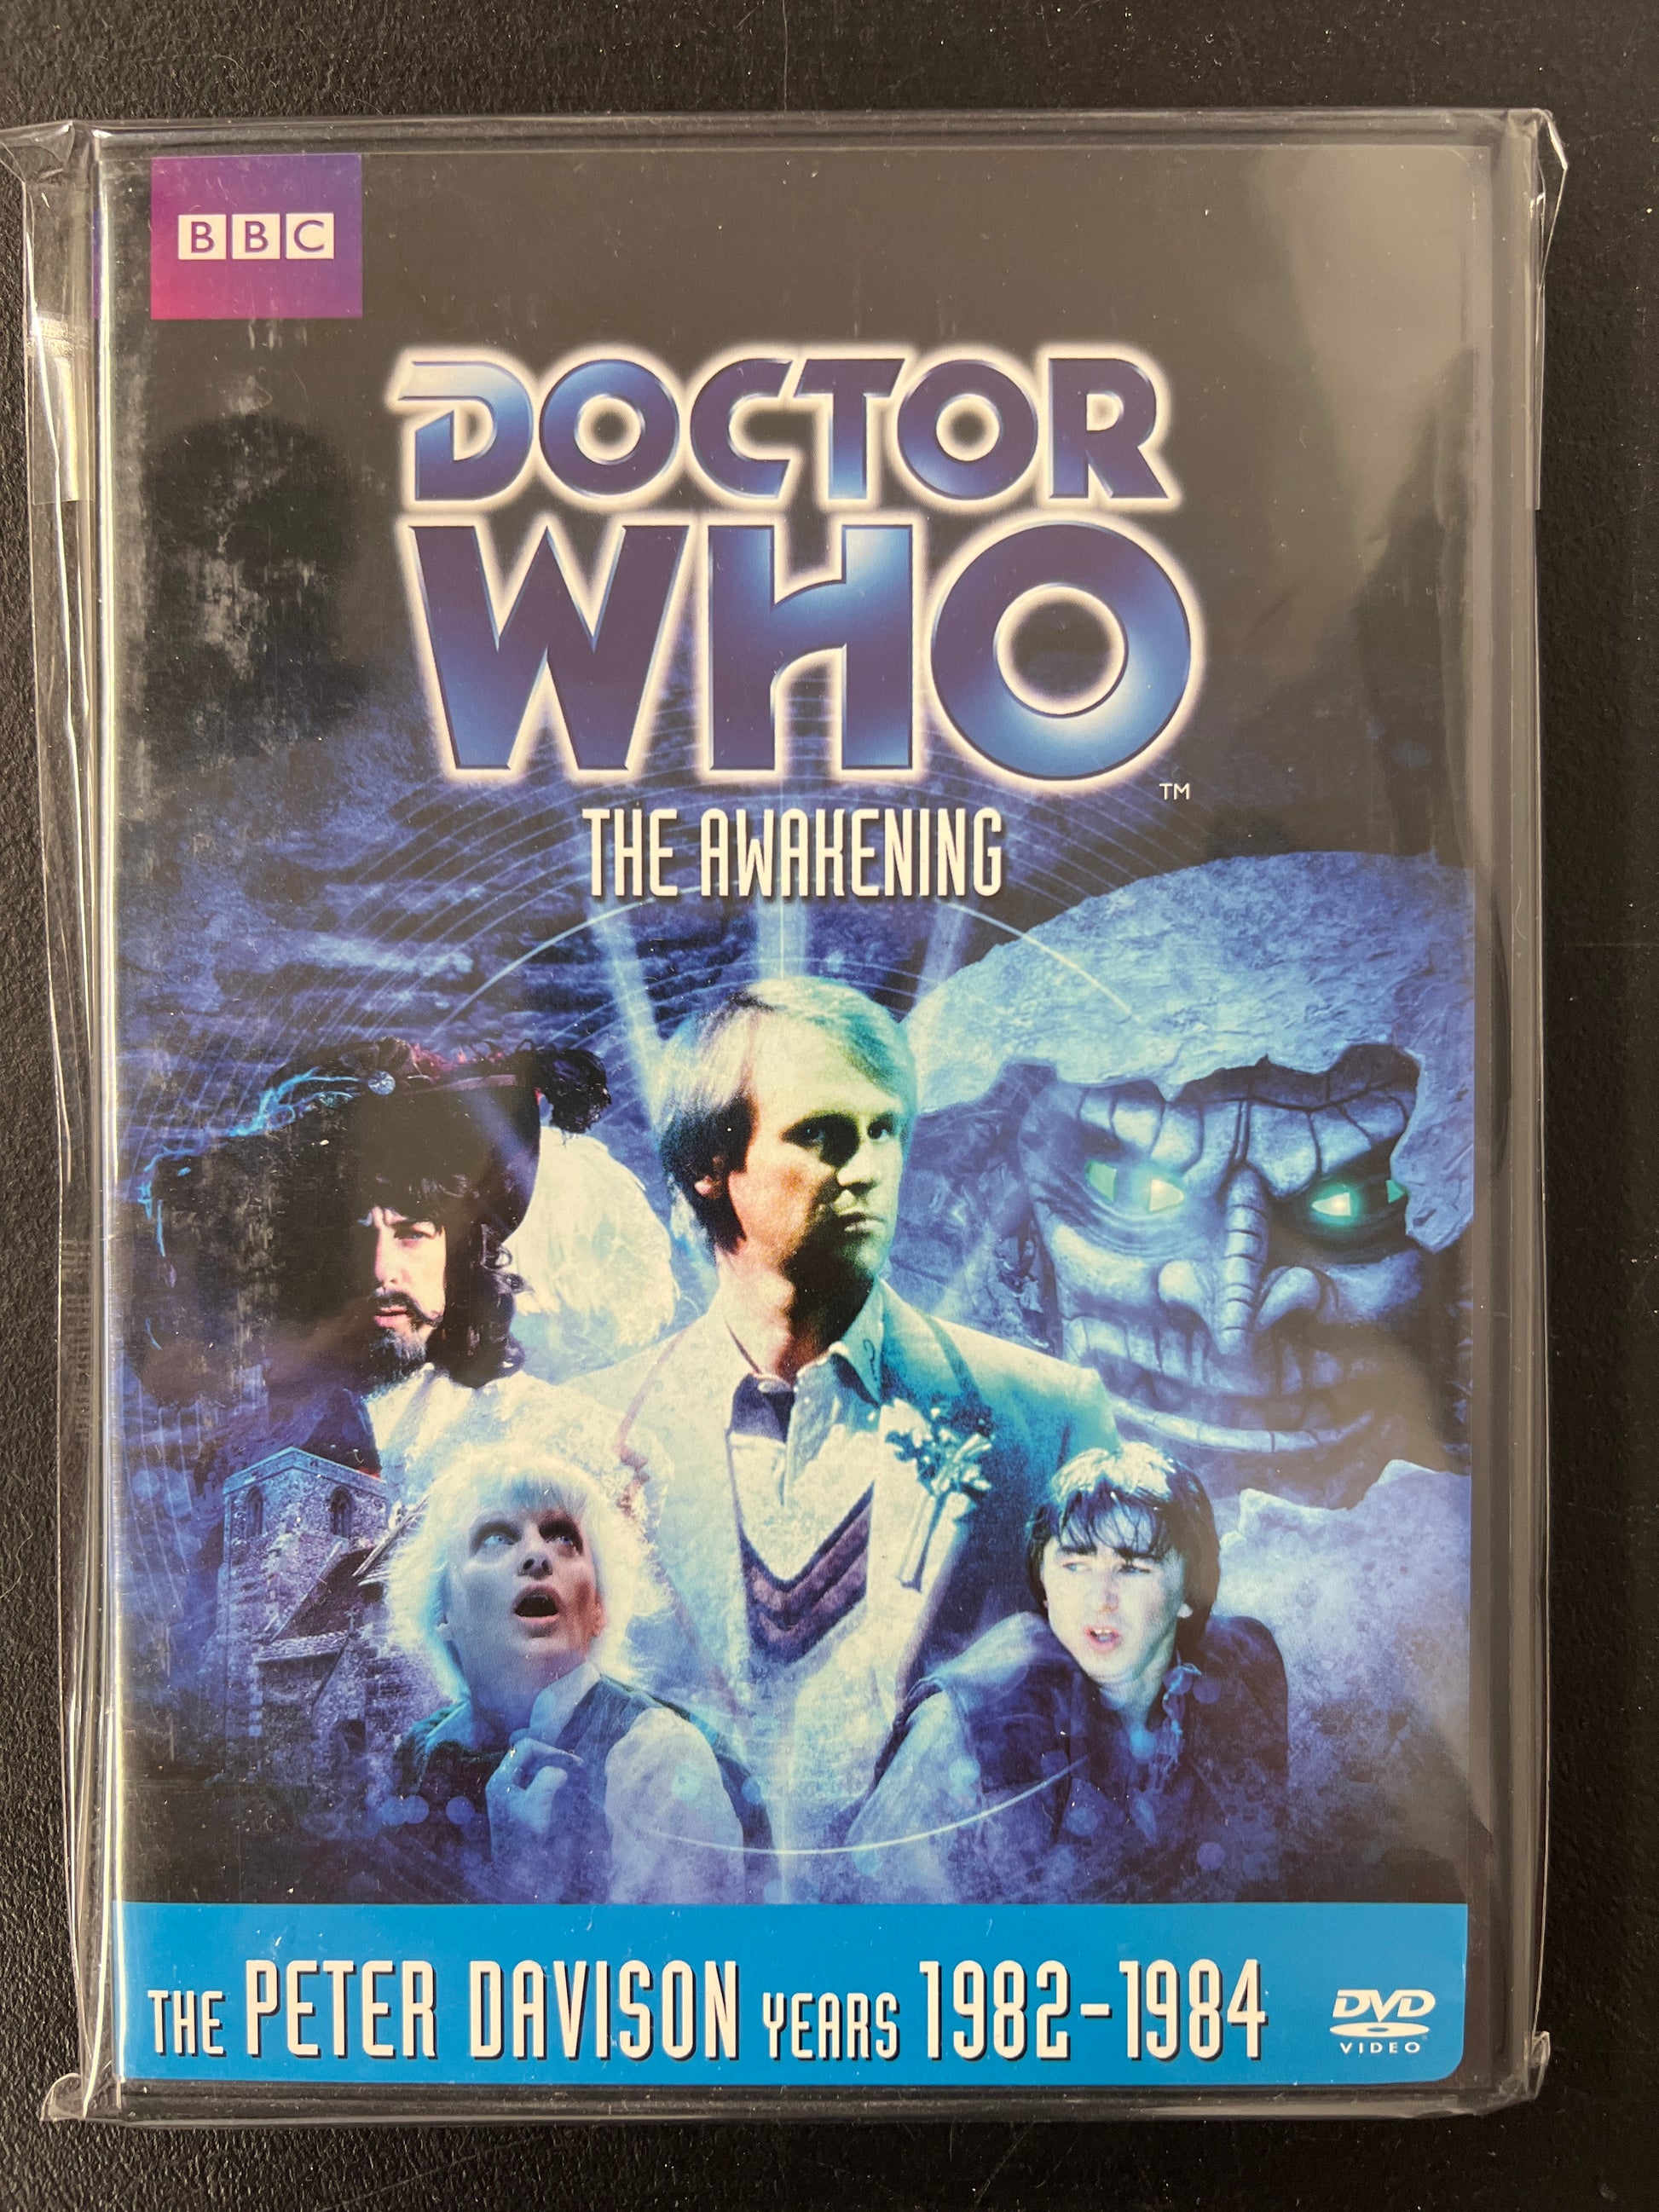 BBC
DOCTOR
WHO
TM
THE AWAKENING
THE PETER DAVISON YEARS 1982-1984
DVD
VIDEO